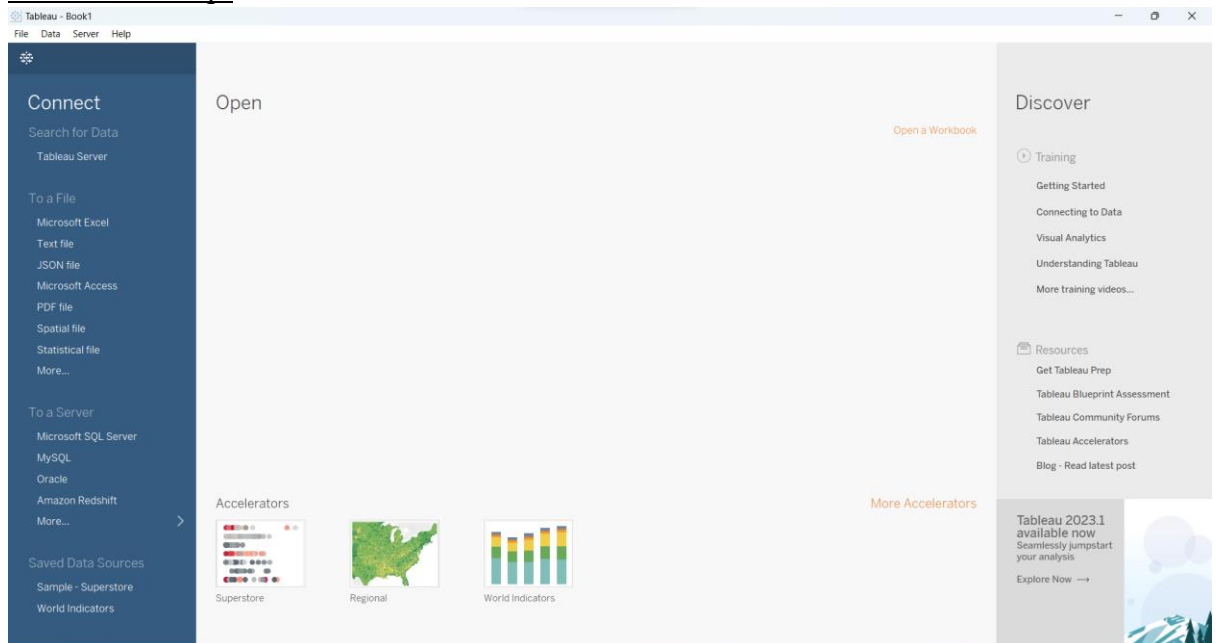 Tableau - Book1
File Data Server Help
Connect
Search for Data
Tableau Server
To a File
Microsoft Excel
Text file
JSON file
Microsoft Access
PDF file
Spatial file
Statistical file
More...
To a Server
Microsoft SQL Server
MySQL
Oracle
Amazon Redshift
More...
Saved Data Sources
Sample - Superstore
World Indicators
Open
Open a Workbook
Accelerators
More Accelerators
Superstore
Regional
World Indicators
Discover
Training
Getting Started
Connecting to Data
Visual Analytics
Understanding Tableau
More training videos...
Resources
Get Tableau Prep
Tableau Blueprint Assessment
Tableau Community Forums
Tableau Accelerators
Blog - Read latest post
Tableau 2023.1
available now
Seamlessly jumpstart
your analysis
Explore Now →